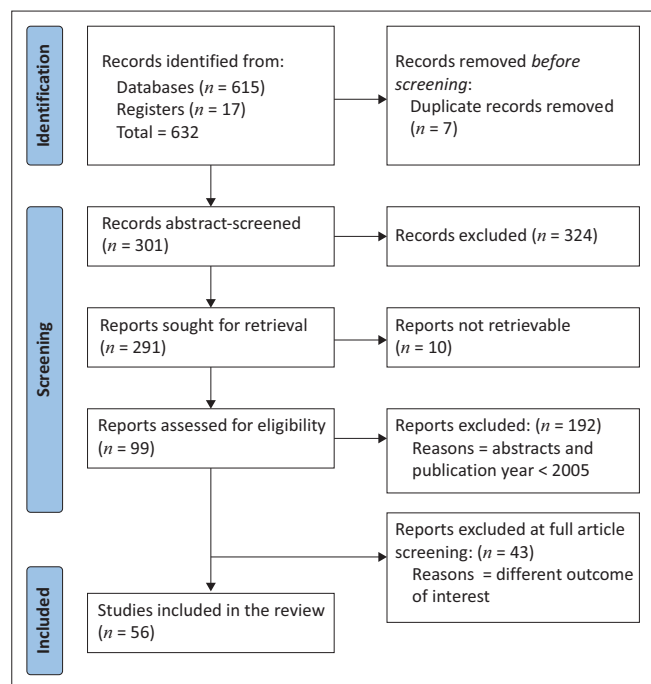 Identification
Records identified from:
Databases (n = 615)
Registers (n = 17)
Total = 632
Records removed before
screening:
Duplicate records removed
(n = 7)
Screening
Records abstract-screened
(n = 301)
Records excluded (n = 324)
Reports sought for retrieval
(n = 291)
Reports not retrievable
(n = 10)
Reports assessed for eligibility
(n = 99)
Reports excluded: (n = 192)
Reasons = abstracts and
publication year < 2005
Reports excluded at full article
screening: (n = 43)
Reasons = different outcome
of interest
Included
Studies included in the review
(n = 56)